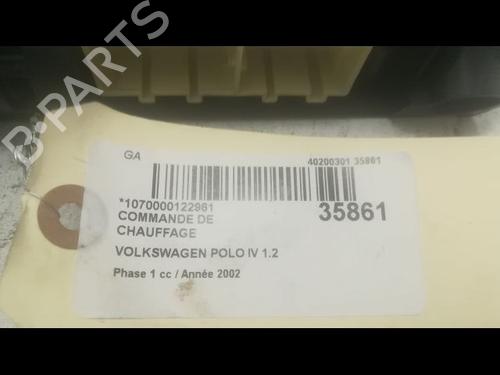 B-PARTS
GA
40200301 35861
*1070000122961
35861
COMMANDE DE
CHAUFFAGE
VOLKSWAGEN POLO IV 1.2
Phase 1 cc / Année 2002